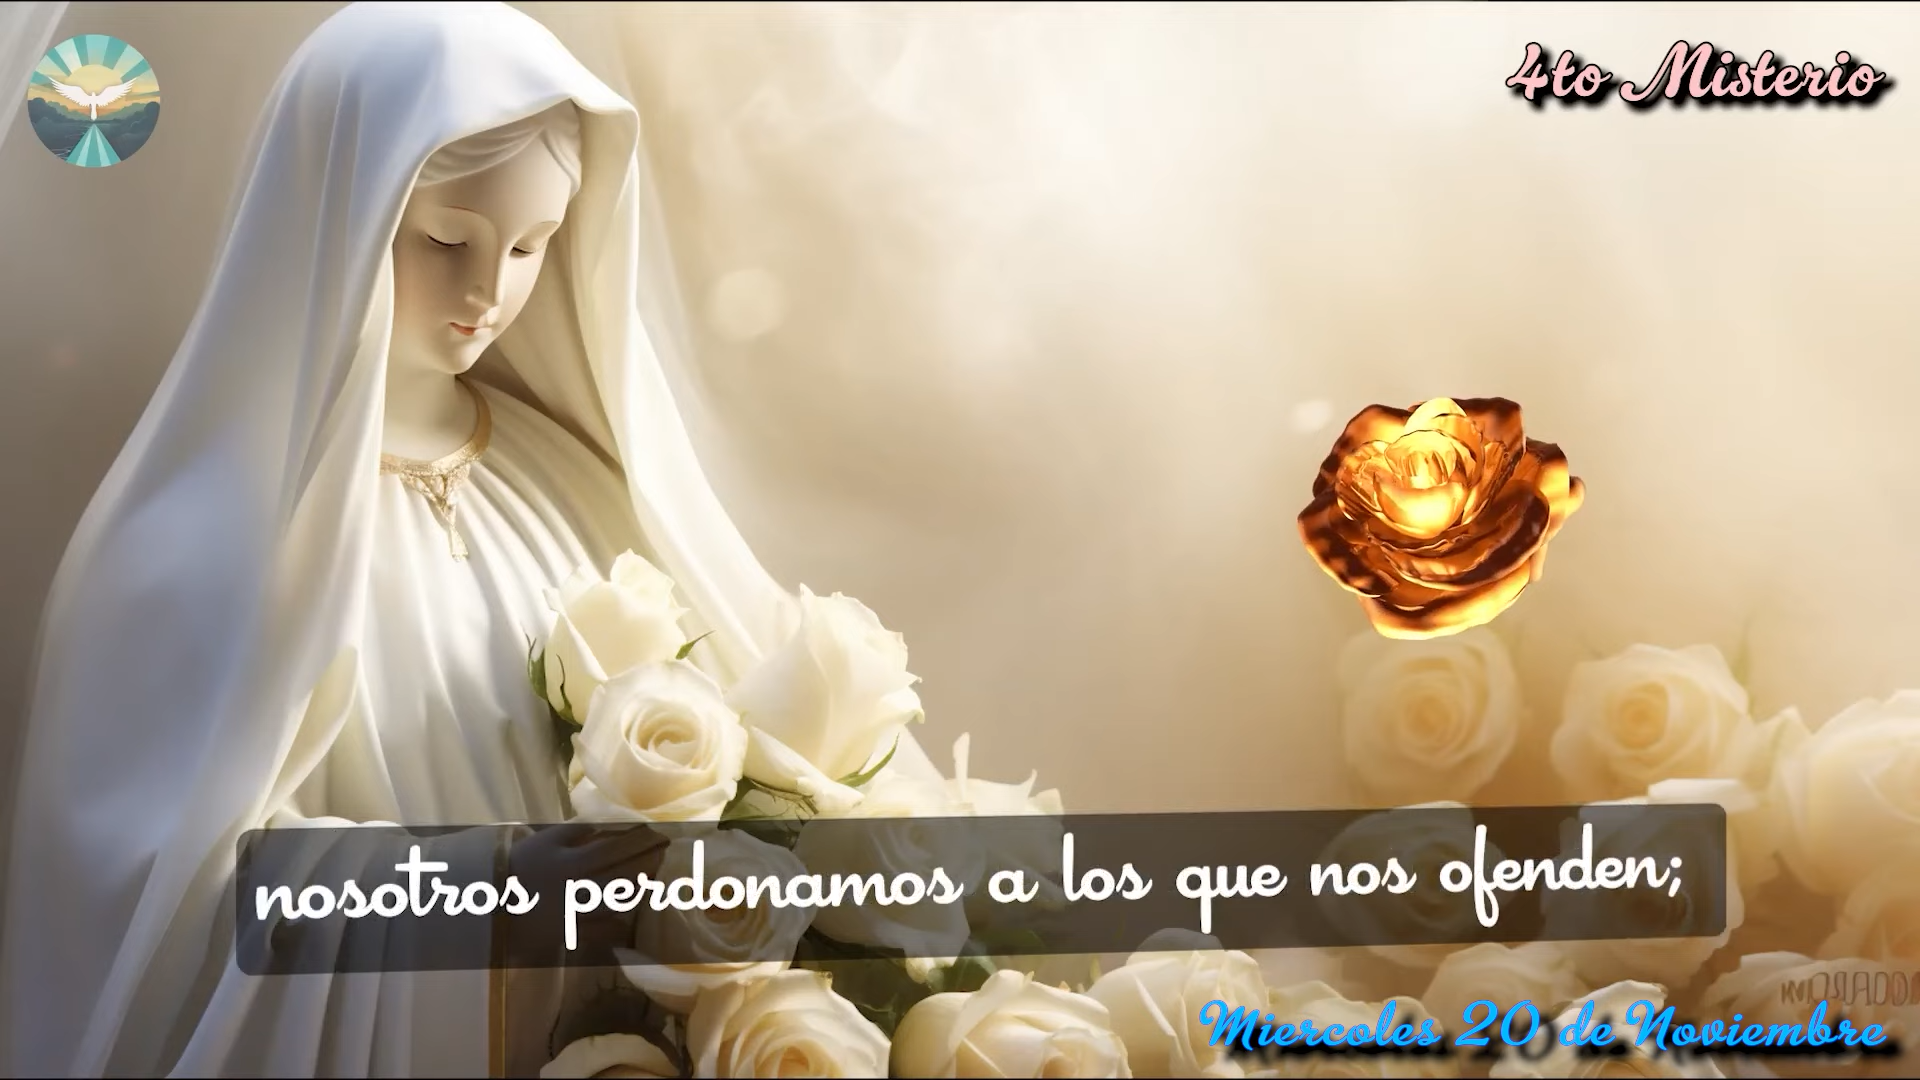 4to Misterio
nosotros perdonamos a los que nos ofenden;
Miercoles 20 de Noviembre